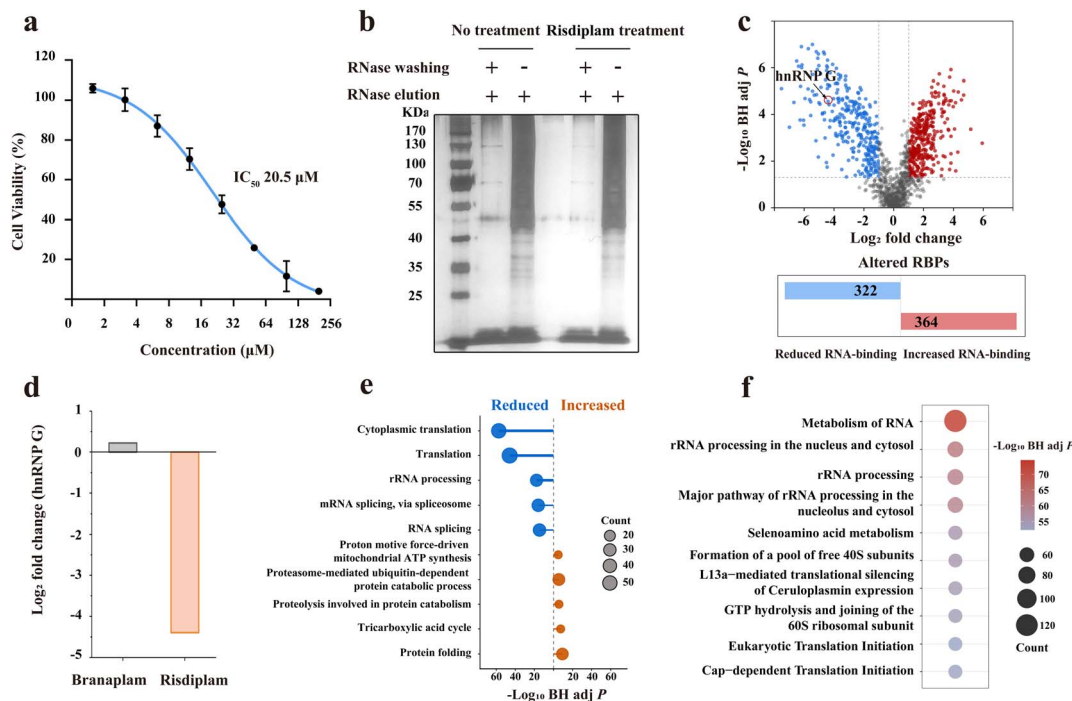 a
120
100
80
60
40
20
0
Cell Viability (%)
IC50 20.5 μM
0 2 4 8 16 32 64 128 256
Concentration (μM)
b
No treatment Risdiplam treatment
RNase washing + - + -
RNase elution + + + +
KDa
170
130
100
70
55
40
35
25
c
8
6
4
2
0
-Log10 BH adj P
hnRNP G
-6 -3 0 3 6
Log2 fold change
Altered RBPs
322
364
Reduced RNA-binding Increased RNA-binding
d
1
0
-1
-2
-3
-4
-5
Log2 fold change (hnRNP G)
Branaplam Risdiplam
e
Reduced Increased
Cytoplasmic translation
Translation
rRNA processing
mRNA splicing, via spliceosome
RNA splicing
Proton motive force-driven
mitochondrial ATP synthesis
Proteasome-mediated ubiquitin-dependent
protein catabolic process
Proteolysis involved in protein catabolism
Tricarboxylic acid cycle
Protein folding
Count
20
30
40
50
60 40 20 0 20
-Log10 BH adj P
f
Metabolism of RNA
rRNA processing in the nucleus and cytosol
rRNA processing
Major pathway of rRNA processing in the
nucleolus and cytosol
Selenoamino acid metabolism
Formation of a pool of free 40S subunits
L13a−mediated translational silencing
of Ceruloplasmin expression
GTP hydrolysis and joining of the
60S ribosomal subunit
Eukaryotic Translation Initiation
Cap−dependent Translation Initiation
-Log10 BH adj P
70
65
60
55
60
80
100
120
Count